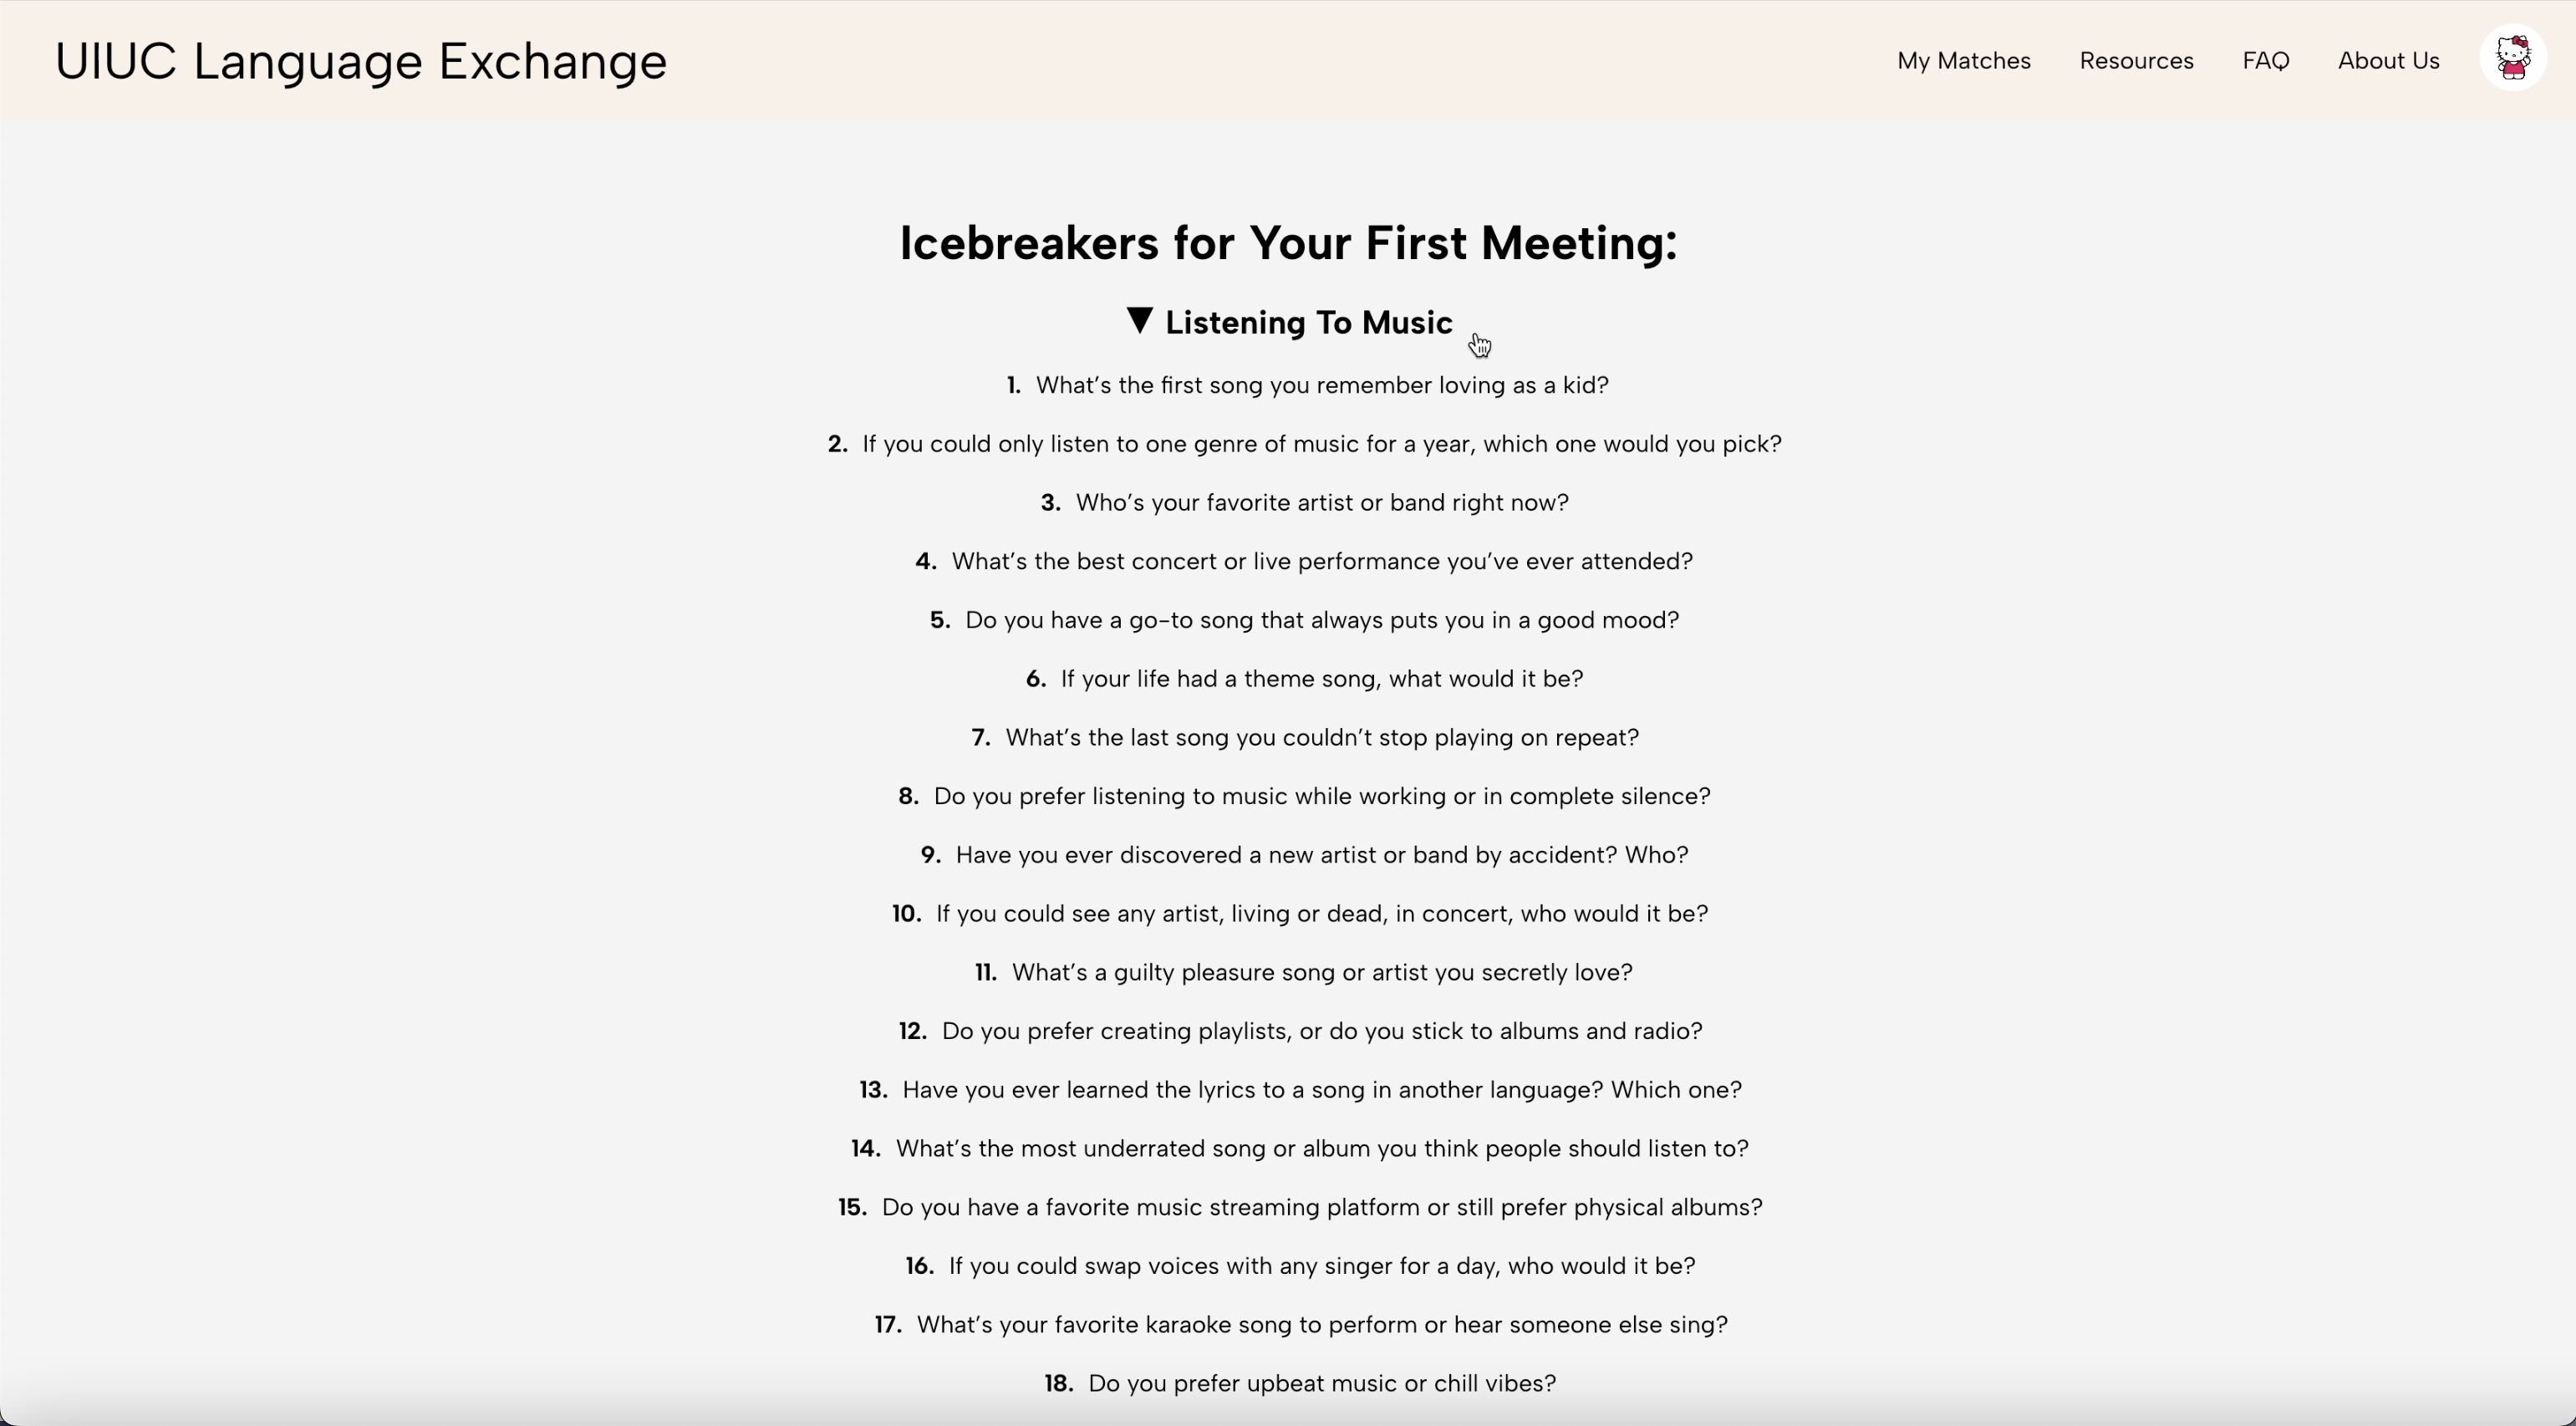 UIUC Language Exchange
My Matches Resources FAQ About Us
Icebreakers for Your First Meeting:
▼ Listening To Music
1. What’s the first song you remember loving as a kid?
2. If you could only listen to one genre of music for a year, which one would you pick?
3. Who’s your favorite artist or band right now?
4. What’s the best concert or live performance you’ve ever attended?
5. Do you have a go-to song that always puts you in a good mood?
6. If your life had a theme song, what would it be?
7. What’s the last song you couldn’t stop playing on repeat?
8. Do you prefer listening to music while working or in complete silence?
9. Have you ever discovered a new artist or band by accident? Who?
10. If you could see any artist, living or dead, in concert, who would it be?
11. What’s a guilty pleasure song or artist you secretly love?
12. Do you prefer creating playlists, or do you stick to albums and radio?
13. Have you ever learned the lyrics to a song in another language? Which one?
14. What’s the most underrated song or album you think people should listen to?
15. Do you have a favorite music streaming platform or still prefer physical albums?
16. If you could swap voices with any singer for a day, who would it be?
17. What’s your favorite karaoke song to perform or hear someone else sing?
18. Do you prefer upbeat music or chill vibes?